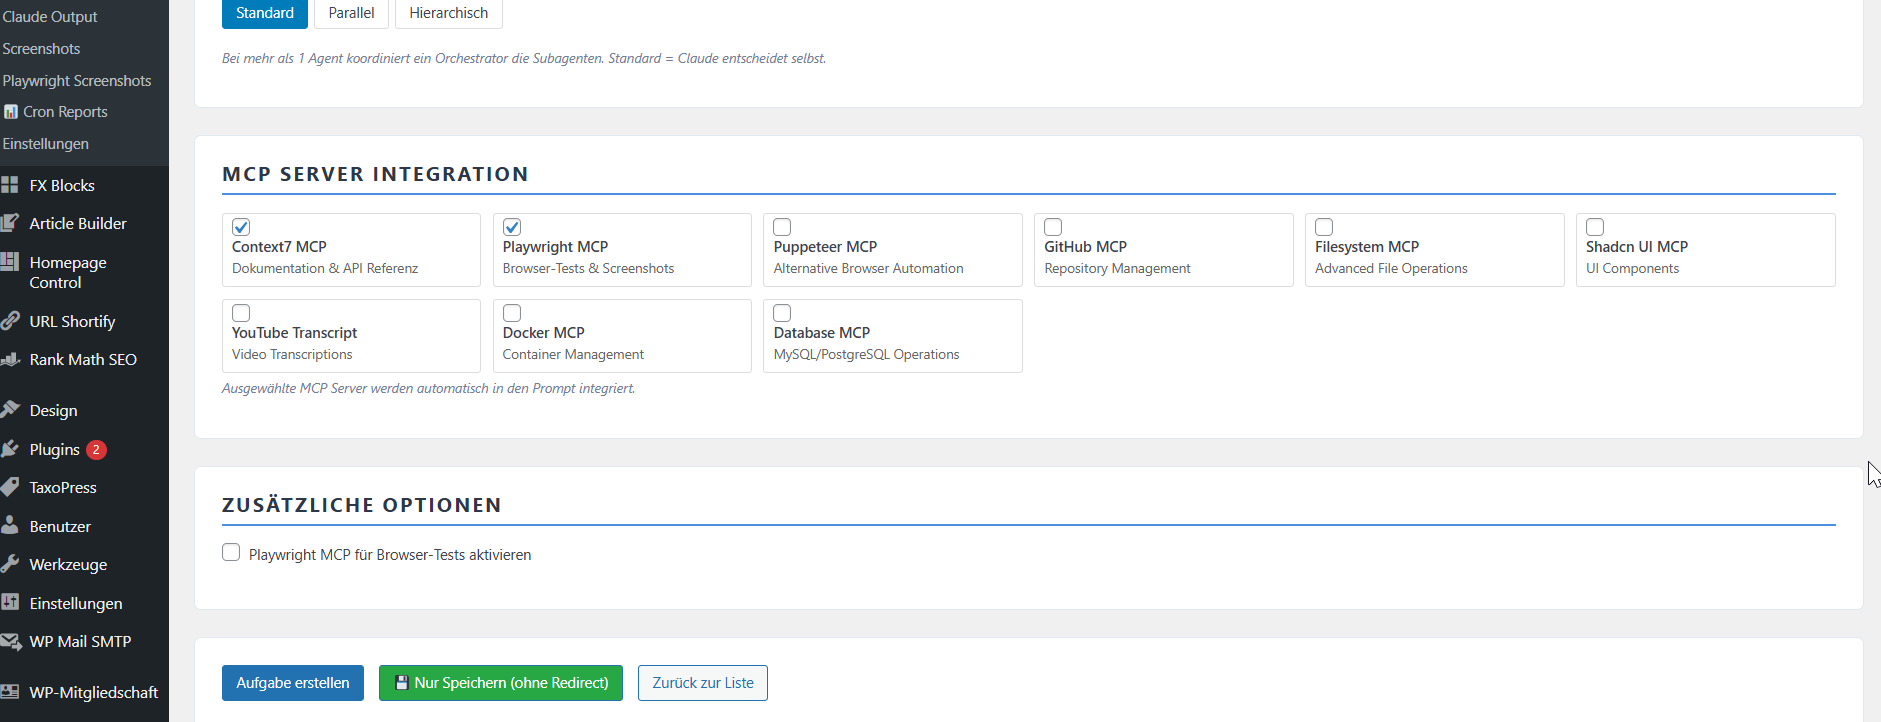 Claude Output
Screenshots
Playwright Screenshots
Cron Reports
Einstellungen
FX Blocks
Article Builder
Homepage
Control
URL Shortify
Rank Math SEO
Design
Plugins 2
TaxoPress
Benutzer
Werkzeuge
Einstellungen
WP Mail SMTP
WP-Mitgliedschaft
Standard Parallel Hierarchisch
Bei mehr als 1 Agent koordiniert ein Orchestrator die Subagenten. Standard = Claude entscheidet selbst.
MCP SERVER INTEGRATION
Context7 MCP
Dokumentation & API Referenz
Playwright MCP
Browser-Tests & Screenshots
Puppeteer MCP
Alternative Browser Automation
GitHub MCP
Repository Management
Filesystem MCP
Advanced File Operations
Shadcn UI MCP
UI Components
YouTube Transcript
Video Transcriptions
Docker MCP
Container Management
Database MCP
MySQL/PostgreSQL Operations
Ausgewählte MCP Server werden automatisch in den Prompt integriert.
ZUSÄTZLICHE OPTIONEN
Playwright MCP für Browser-Tests aktivieren
Aufgabe erstellen Nur Speichern (ohne Redirect) Zurück zur Liste